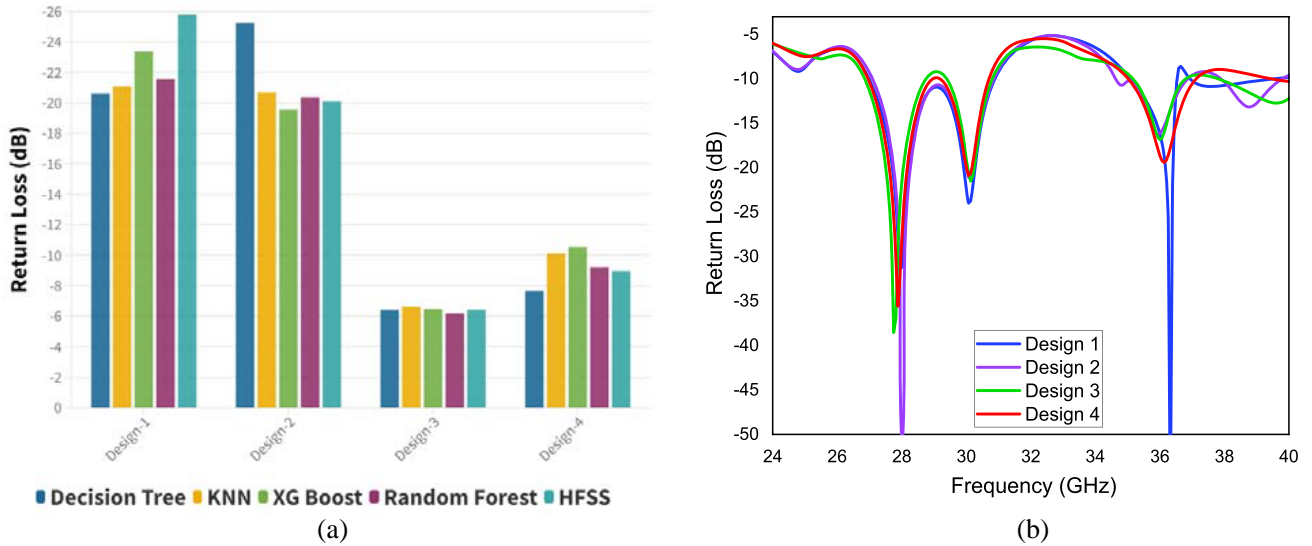 Return Loss (dB)
-26
-24
-22
-20
-18
-16
-14
-12
-10
-8
-6
-4
-2
0
Design-1 Design-2 Design-3 Design-4
Decision Tree KNN XG Boost Random Forest HFSS
(a)
Return Loss (dB)
-5
-10
-15
-20
-25
-30
-35
-40
-45
-50
Design 1
Design 2
Design 3
Design 4
24 26 28 30 32 34 36 38 40
Frequency (GHz)
(b)